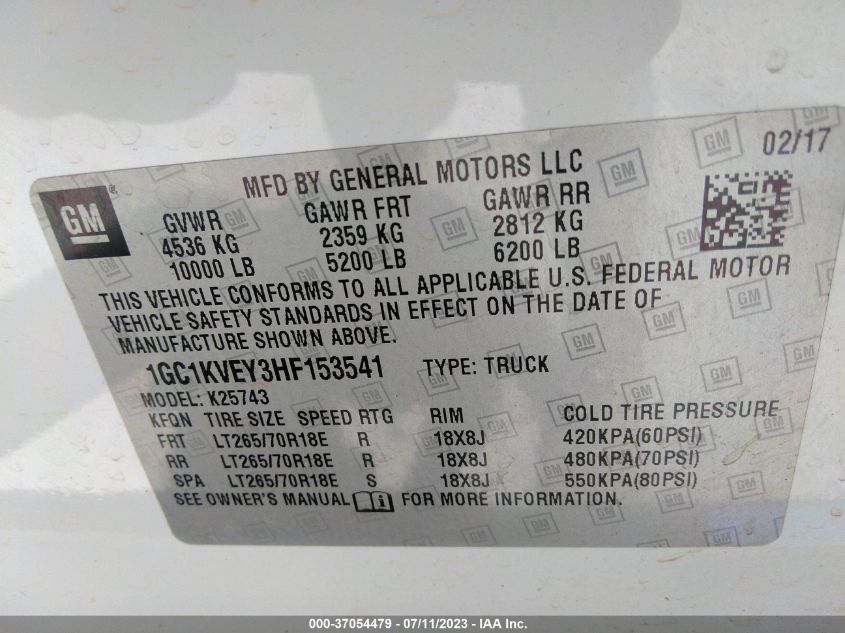 02/17
GM ®
MFD BY GENERAL MOTORS LLC
GVWR GAWR FRT GAWR RR
4536 KG 2359 KG 2812 KG
10000 LB 5200 LB 6200 LB
THIS VEHICLE CONFORMS TO ALL APPLICABLE U.S. FEDERAL MOTOR
VEHICLE SAFETY STANDARDS IN EFFECT ON THE DATE OF
MANUFACTURE SHOWN ABOVE.
1GC1KVEY3HF153541 TYPE: TRUCK
MODEL: K25743
KFQN TIRE SIZE SPEED RTG RIM COLD TIRE PRESSURE
FRT LT265/70R18E R 18X8J 420KPA(60PSI)
RR LT265/70R18E R 18X8J 480KPA(70PSI)
SPA LT265/70R18E S 18X8J 550KPA(80PSI)
SEE OWNER'S MANUAL i FOR MORE INFORMATION.
000-37054479 - 07/11/2023 - IAA Inc.